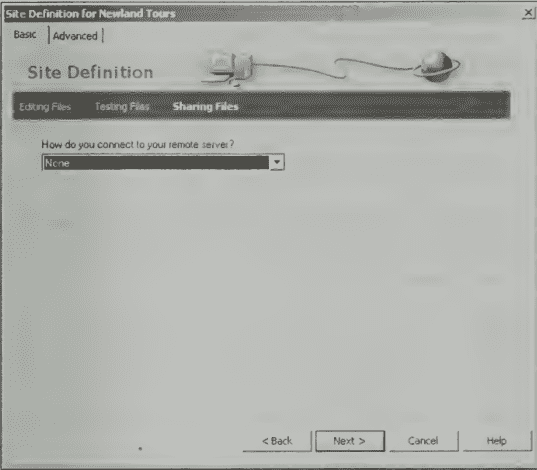 Site Definition for Newland Tours
Basic
Advanced
Site Definition
Editing Files Testing Files Sharing Files
How do you connect to your remote server?
None
< Back Next > Cancel Help